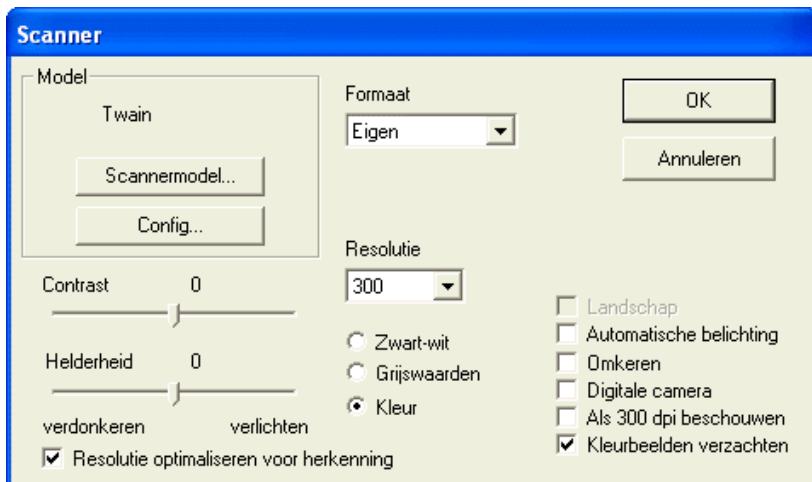 Scanner
Model
Twain
Scannermodel...
Config...
Formaat
Eigen
OK
Annuleren
Resolutie
300
Contrast 0
Helderheid 0
verdonkeren verlichten
Zwart-wit
Grijswaarden
Kleur
Landschap
Automatische belichting
Omkeren
Digitale camera
Als 300 dpi beschouwen
Kleurbeelden verzachten
Resolutie optimaliseren voor herkenning